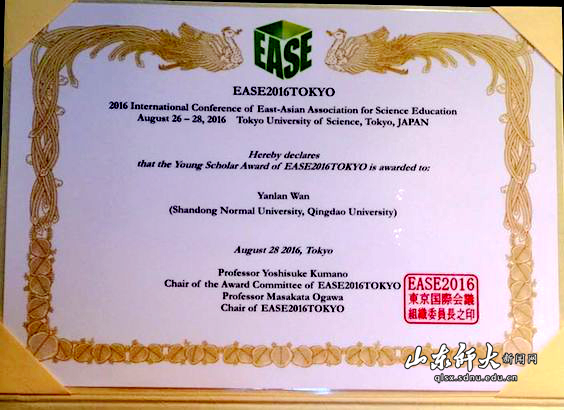 EASE
EASE2016TOKYO
2016 International Conference of East-Asian Association for Science Education
August 26 – 28, 2016 Tokyo University of Science, Tokyo, JAPAN
Hereby declares
that the Young Scholar Award of EASE2016TOKYO is awarded to:
Yanlan Wan
(Shandong Normal University, Qingdao University)
August 28 2016, Tokyo
Professor Yoshisuke Kumano
Chair of the Award Committee of EASE2016TOKYO
Professor Masakata Ogawa
Chair of EASE2016TOKYO
EASE2016
東京国際会議
組織委員長之印
山东师大新闻网
qlsx.sdnu.edu.cn